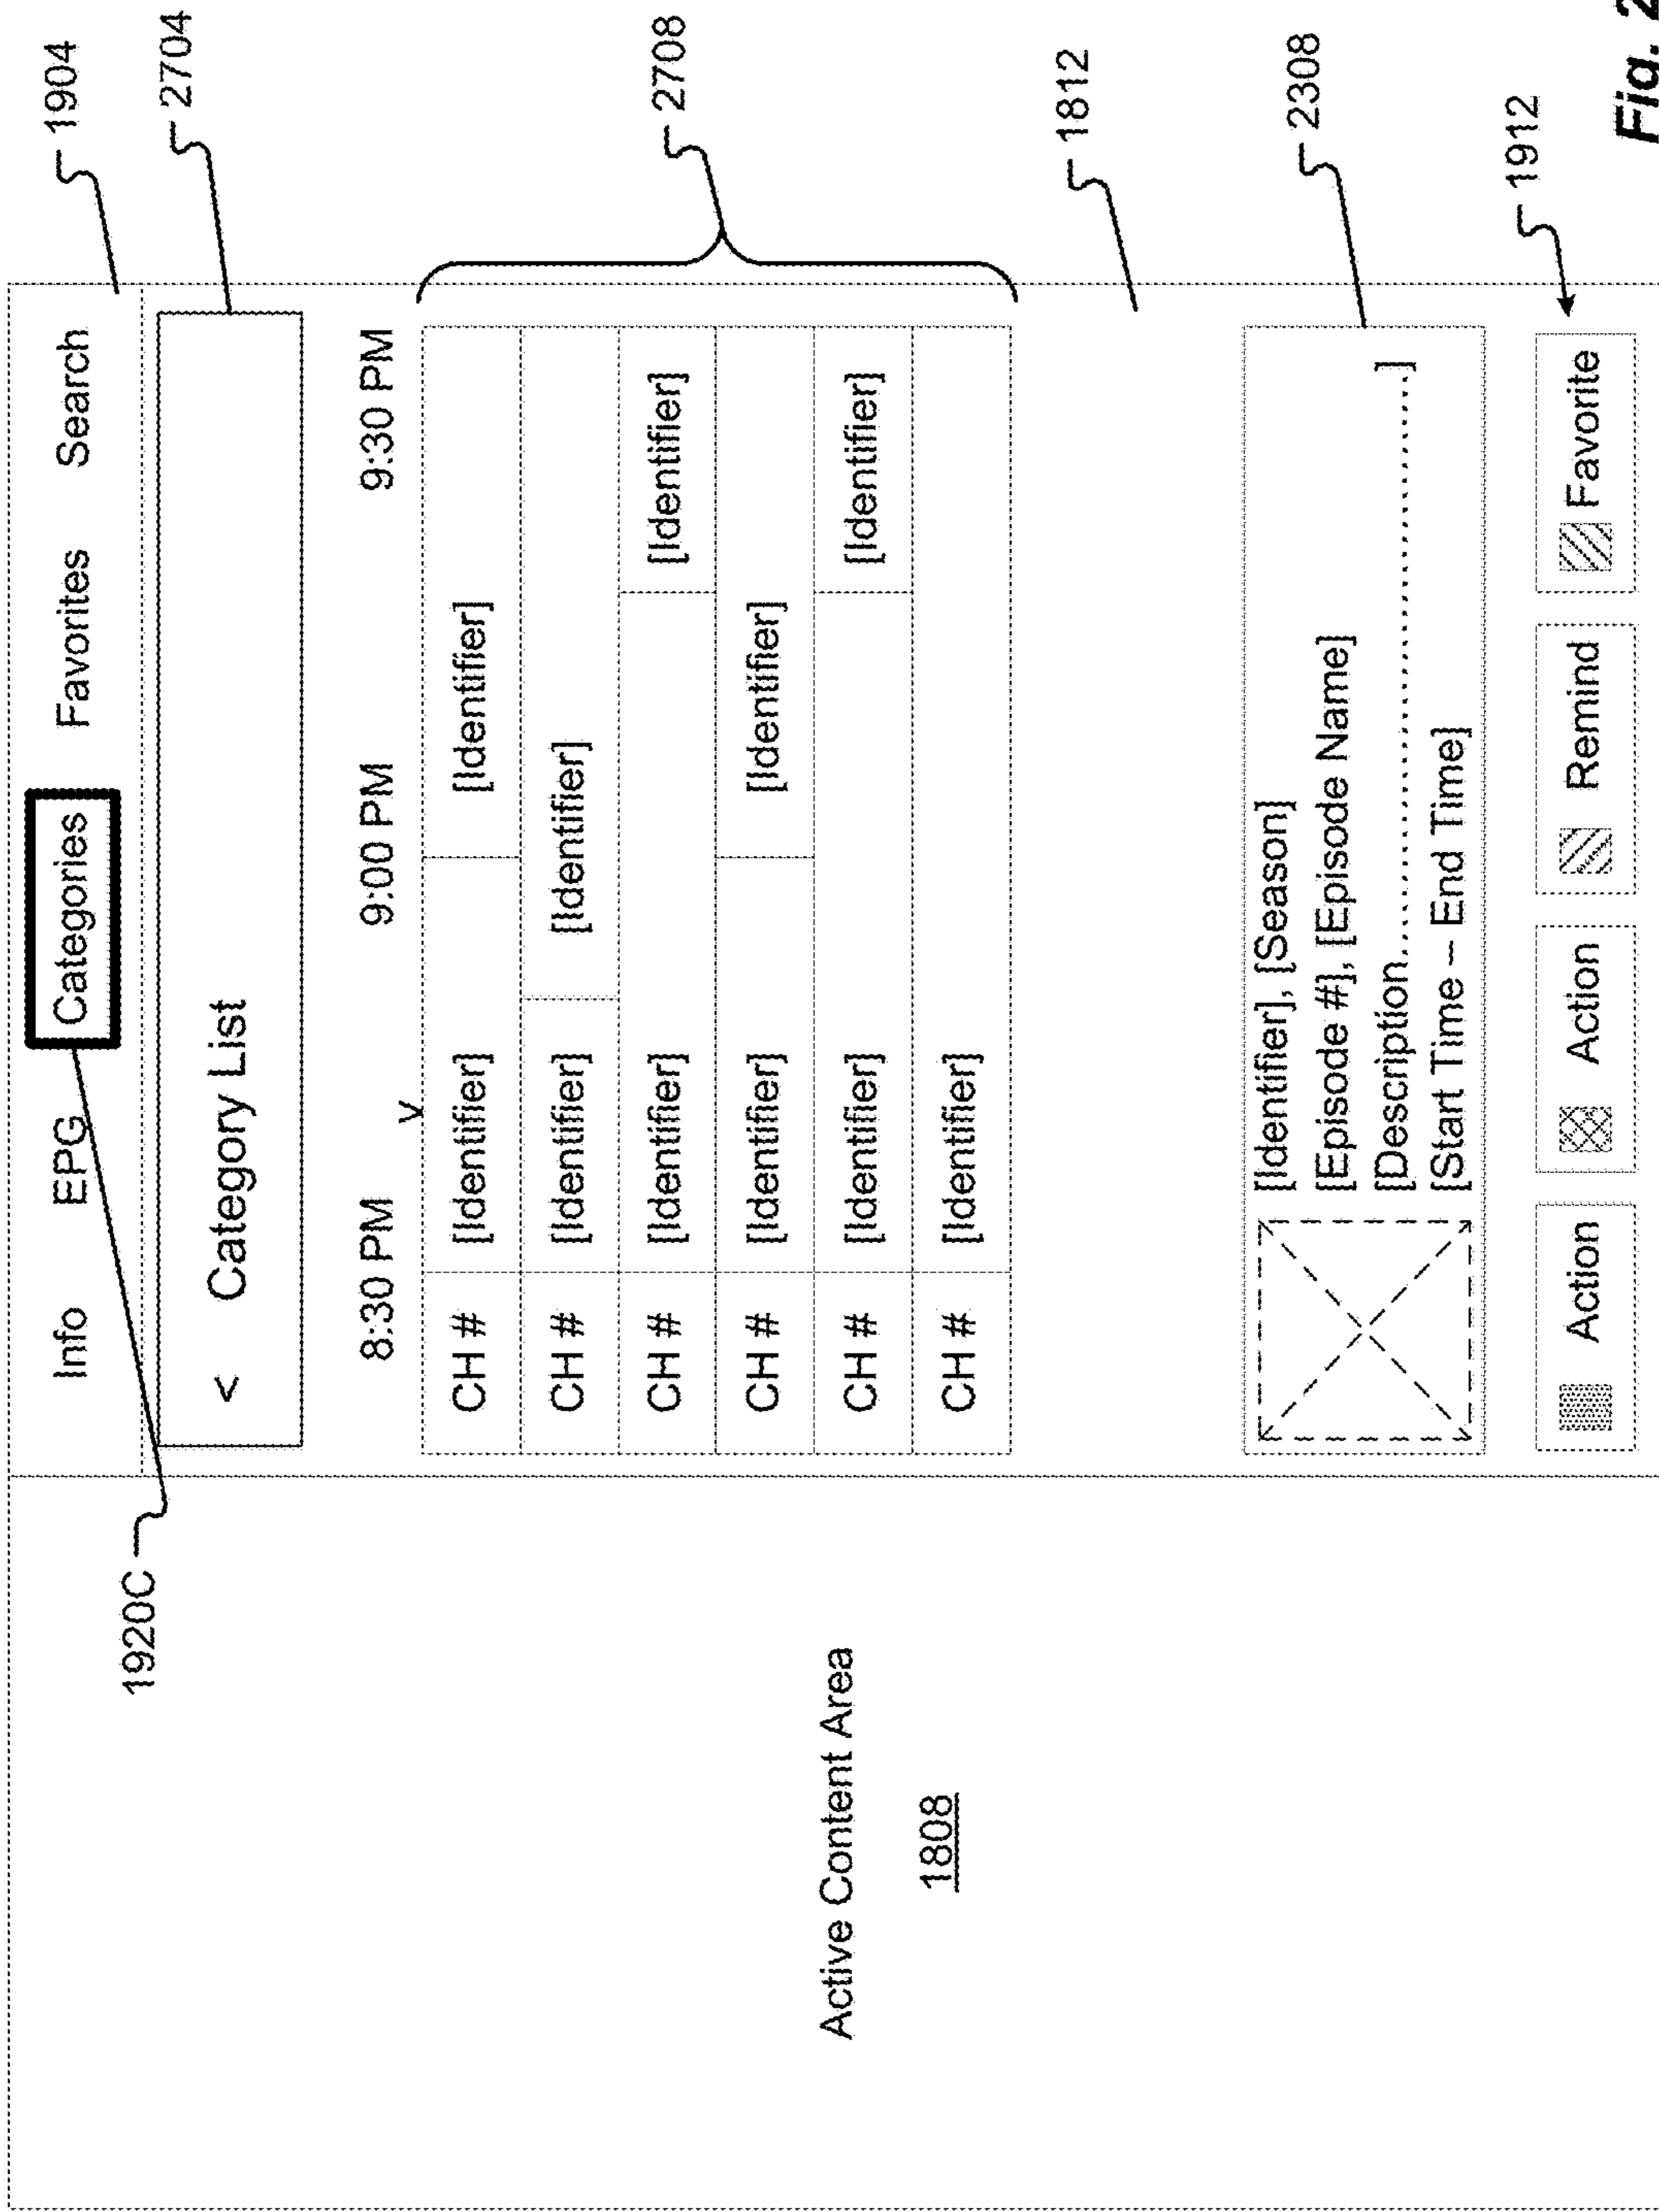 Info EPG Categories Favorites Search
1904
1920C
< Category List
2704
8:30 PM 9:00 PM 9:30 PM
v
CH # [Identifier] [Identifier]
CH # [Identifier] [Identifier]
CH # [Identifier] [Identifier]
CH # [Identifier] [Identifier]
CH # [Identifier] [Identifier]
CH # [Identifier]
2708
Active Content Area
1808
1812
[Identifier], [Season]
[Episode #], [Episode Name]
[Description.......................................................]
[Start Time – End Time]
2308
Action Action Remind Favorite
1912
Fig. 2